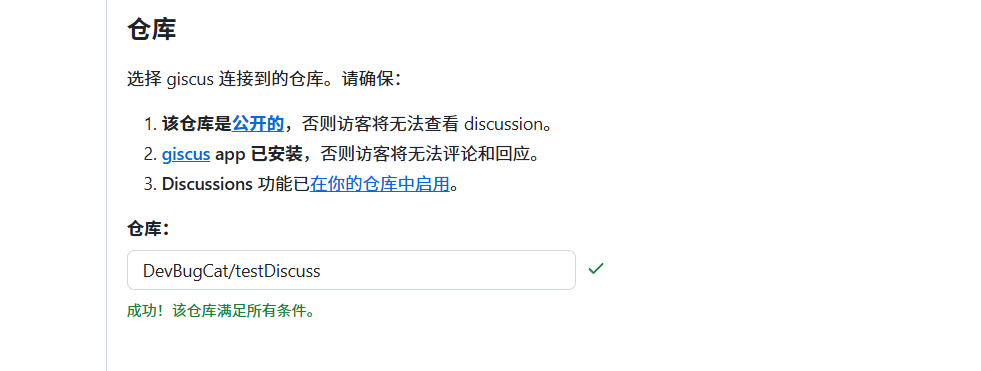 仓库
选择 giscus 连接到的仓库。请确保：
1. 该仓库是公开的，否则访客将无法查看 discussion。
2. giscus app 已安装，否则访客将无法评论和回应。
3. Discussions 功能已在你的仓库中启用。
仓库：
DevBugCat/testDiscuss
成功！该仓库满足所有条件。